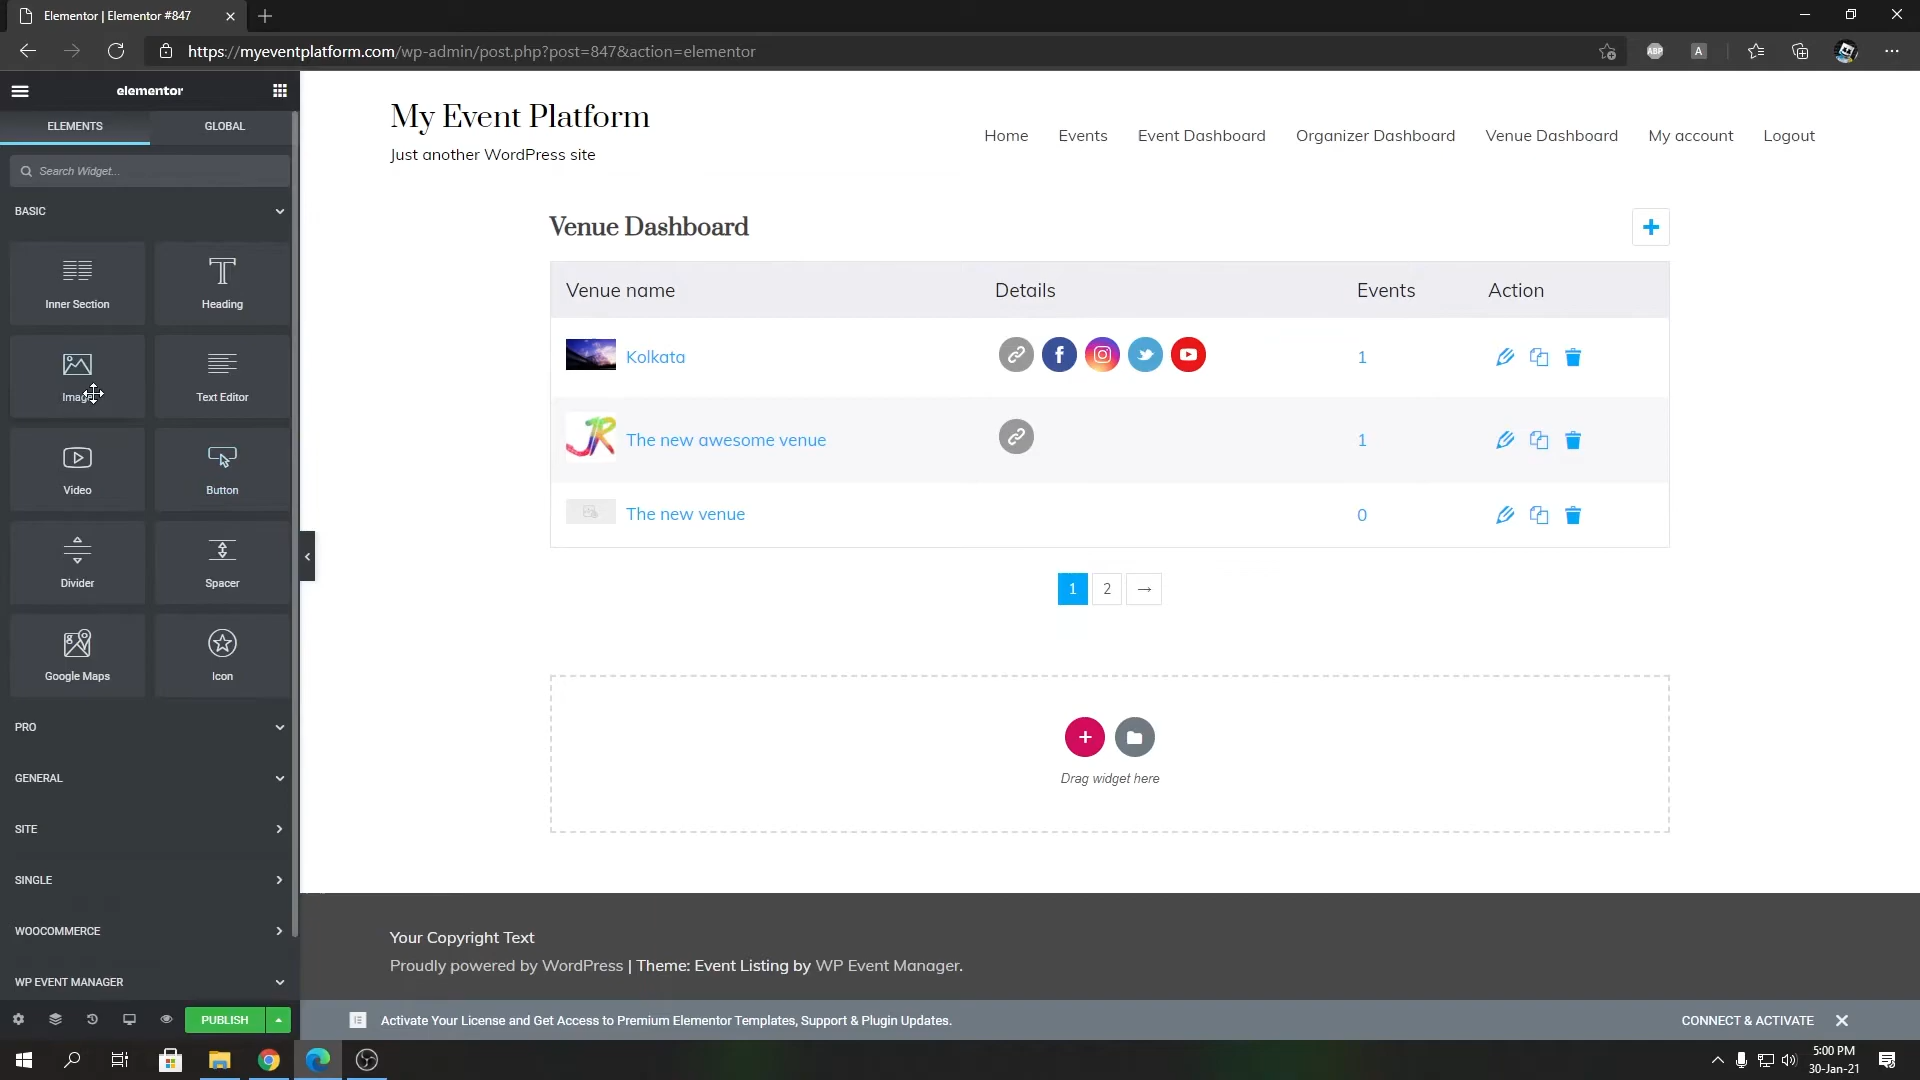 Elementor | Elementor #847
https://myeventplatform.com/wp-admin/post.php?post=847&action=elementor
ABP
A
elementor
ELEMENTS
GLOBAL
Search Widget...
BASIC
Inner Section
Heading
Image
Text Editor
Video
Button
Divider
Spacer
Google Maps
Icon
PRO
GENERAL
SITE
SINGLE
WOOCOMMERCE
WP EVENT MANAGER
PUBLISH
My Event Platform
Just another WordPress site
Home
Events
Event Dashboard
Organizer Dashboard
Venue Dashboard
My account
Logout
Venue Dashboard
Venue name
Details
Events
Action
Kolkata
1
JR
The new awesome venue
1
The new venue
0
1
2
→
Drag widget here
Your Copyright Text
Proudly powered by WordPress | Theme: Event Listing by WP Event Manager.
Activate Your License and Get Access to Premium Elementor Templates, Support & Plugin Updates.
CONNECT & ACTIVATE
5:00 PM
30-Jan-21